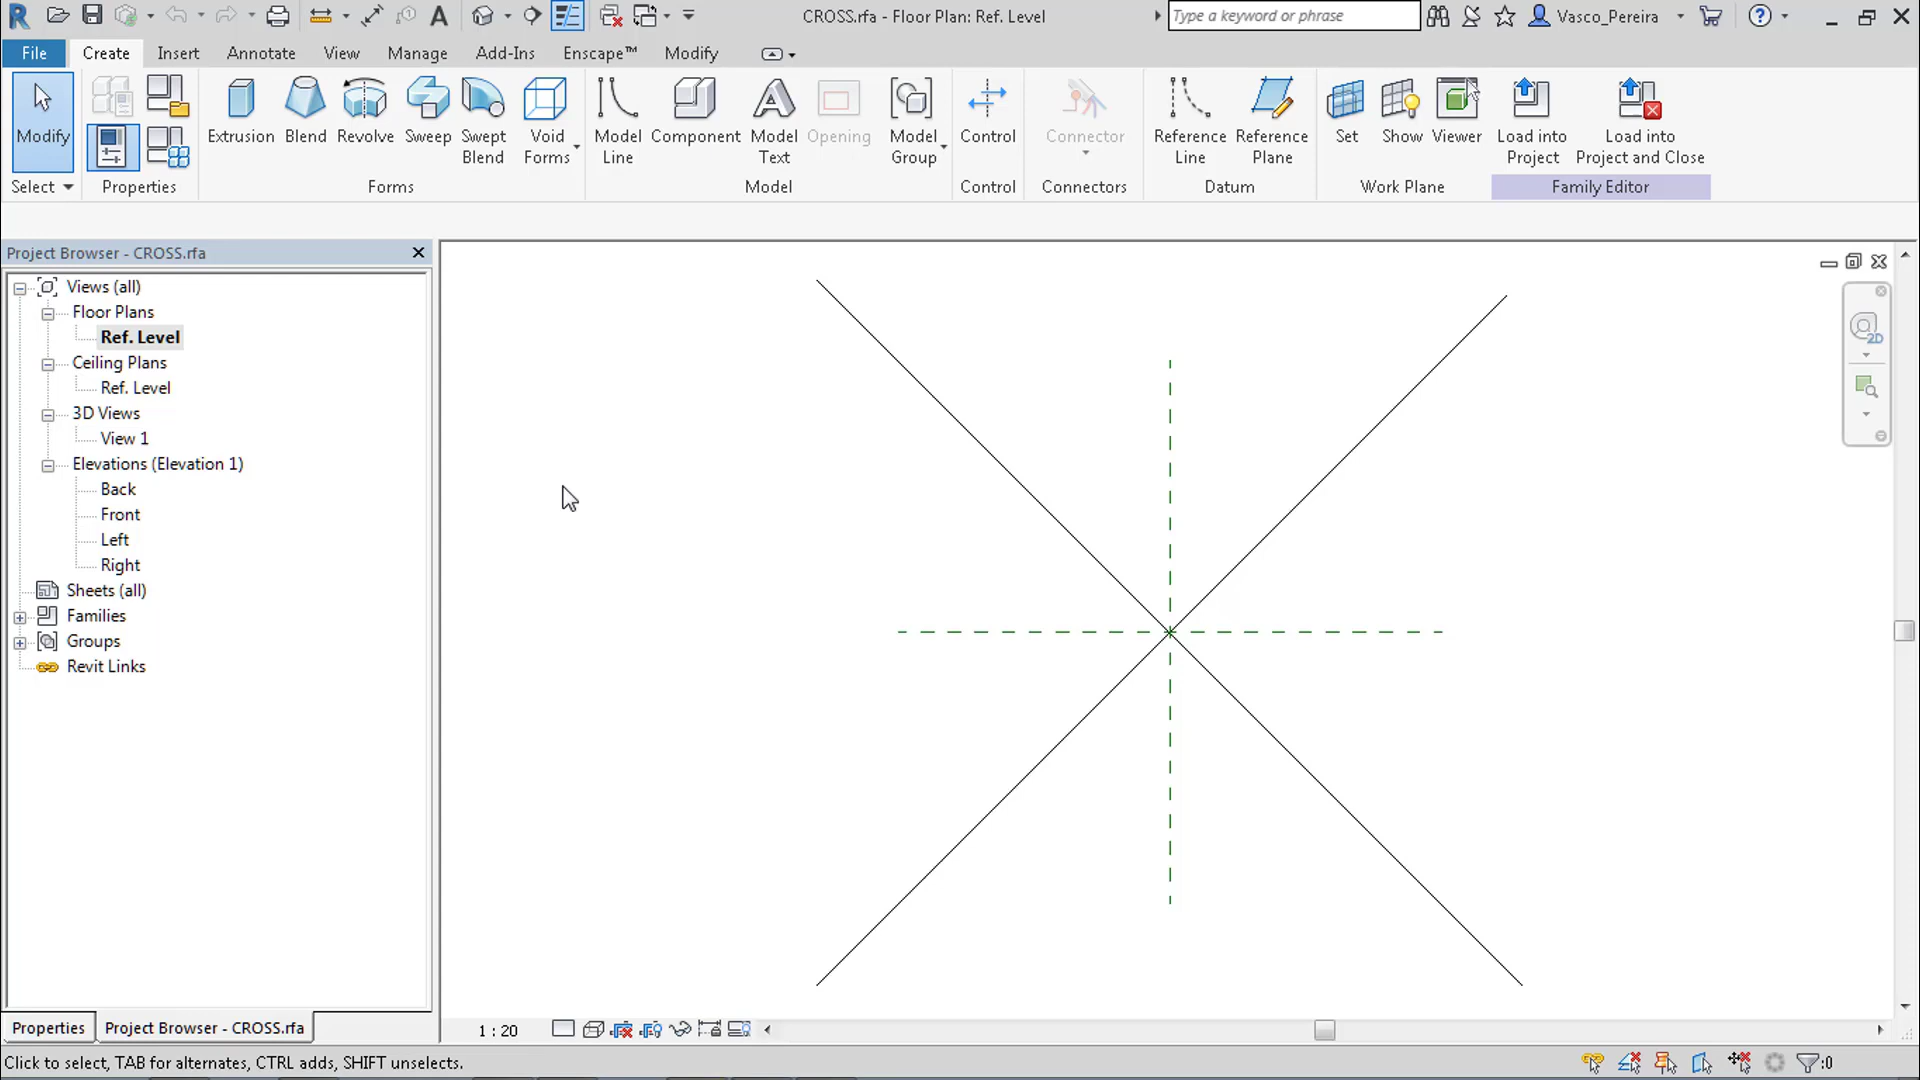 CROSS.rfa - Floor Plan: Ref. Level
Type a keyword or phrase
Vasco_Pereira
File
Create
Insert
Annotate
View
Manage
Add-Ins
Enscape™
Modify
Modify
Extrusion
Blend
Revolve
Sweep
Swept
Blend
Void
Forms
Model
Line
Component
Model
Text
Opening
Model
Group
Control
Connector
Reference
Line
Reference
Plane
Set
Show
Viewer
Load into
Project
Load into
Project and Close
Select
Properties
Forms
Model
Control
Connectors
Datum
Work Plane
Family Editor
Project Browser - CROSS.rfa
Views (all)
Floor Plans
Ref. Level
Ceiling Plans
Ref. Level
3D Views
View 1
Elevations (Elevation 1)
Back
Front
Left
Right
Sheets (all)
Families
Groups
Revit Links
2D
Properties
Project Browser - CROSS.rfa
1 : 20
Click to select, TAB for alternates, CTRL adds, SHIFT unselects.
:0